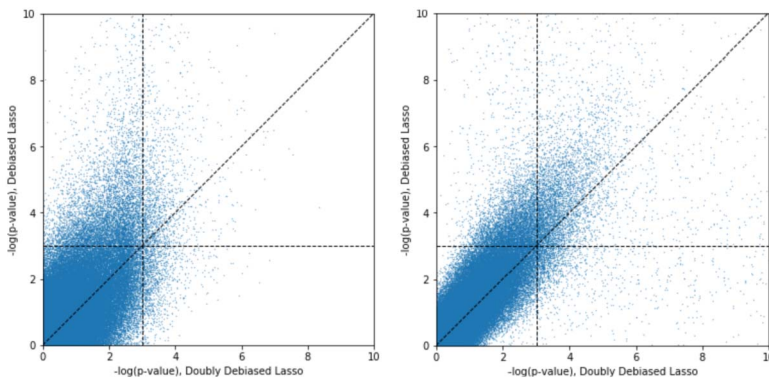 10
8
6
4
2
0
-log(p-value), Debiased Lasso
0 2 4 6 8 10
-log(p-value), Doubly Debiased Lasso
10
8
6
4
2
0
-log(p-value), Debiased Lasso
0 2 4 6 8 10
-log(p-value), Doubly Debiased Lasso